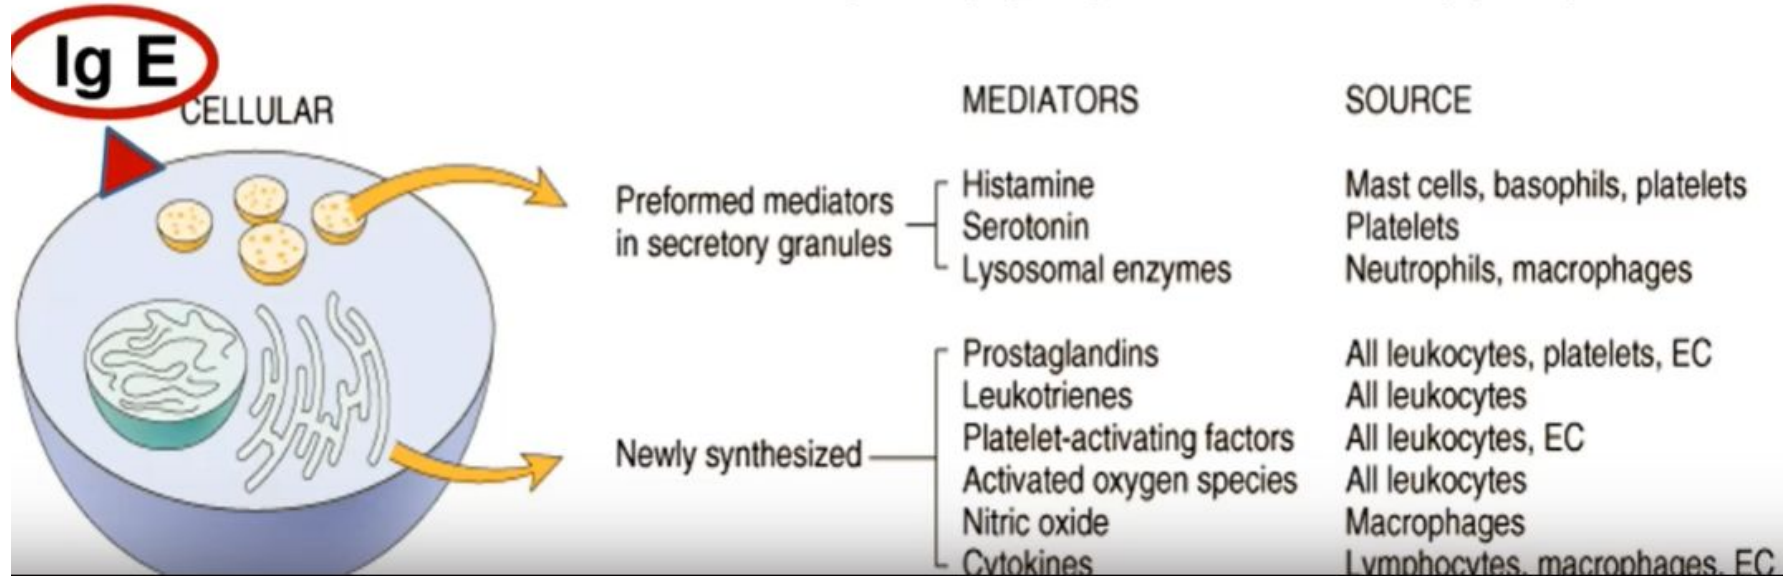 Ig E
CELLULAR
MEDIATORS SOURCE
Preformed mediators
in secretory granules
Histamine Mast cells, basophils, platelets
Serotonin Platelets
Lysosomal enzymes Neutrophils, macrophages
Newly synthesized
Prostaglandins All leukocytes, platelets, EC
Leukotrienes All leukocytes
Platelet-activating factors All leukocytes, EC
Activated oxygen species All leukocytes
Nitric oxide Macrophages
Cytokines Lymphocytes, macrophages, EC